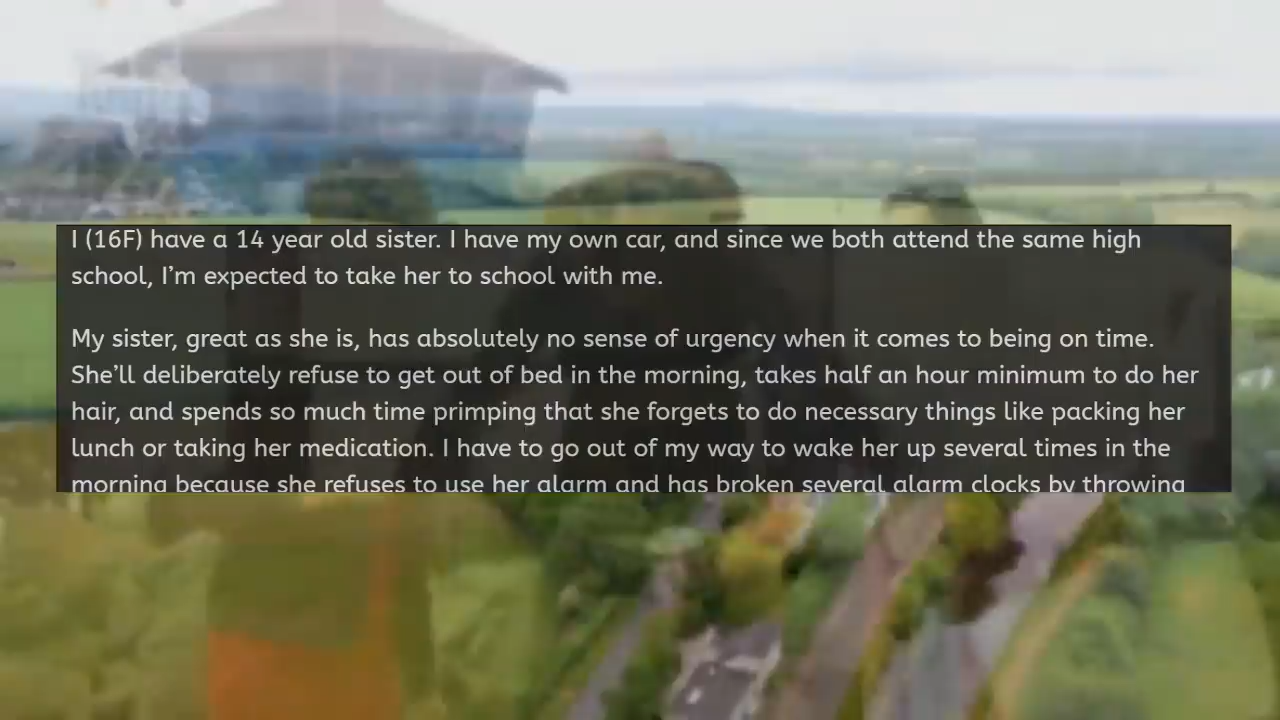 I (16F) have a 14 year old sister. I have my own car, and since we both attend the same high
school, I’m expected to take her to school with me.
My sister, great as she is, has absolutely no sense of urgency when it comes to being on time.
She’ll deliberately refuse to get out of bed in the morning, takes half an hour minimum to do her
hair, and spends so much time primping that she forgets to do necessary things like packing her
lunch or taking her medication. I have to go out of my way to wake her up several times in the
morning because she refuses to use her alarm and has broken several alarm clocks by throwing